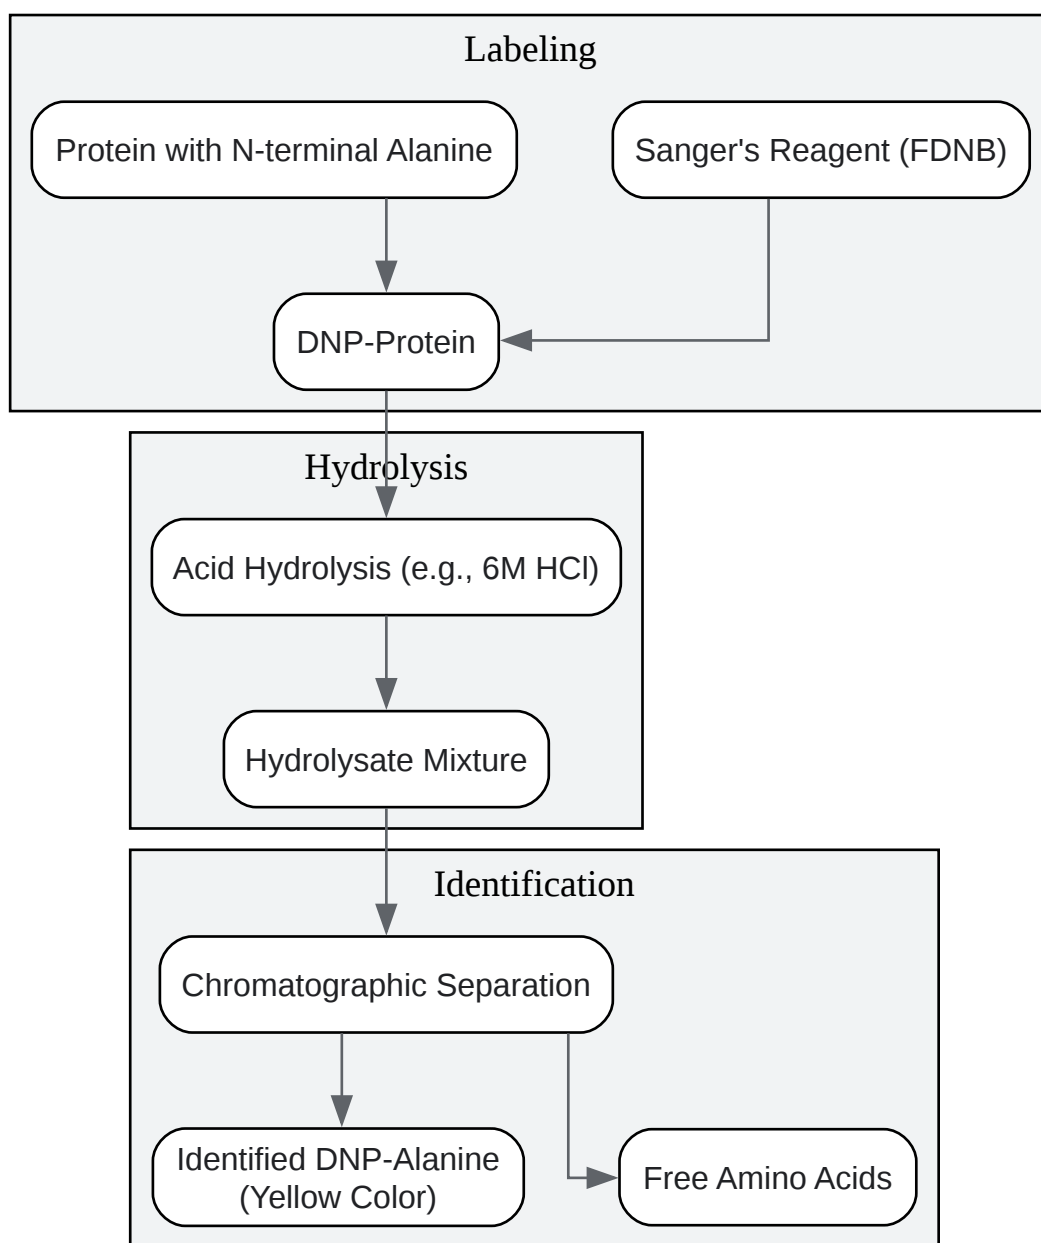 Labeling
Protein with N-terminal Alanine
Sanger's Reagent (FDNB)
DNP-Protein
Hydrolysis
Acid Hydrolysis (e.g., 6M HCl)
Hydrolysate Mixture
Identification
Chromatographic Separation
Identified DNP-Alanine
(Yellow Color)
Free Amino Acids